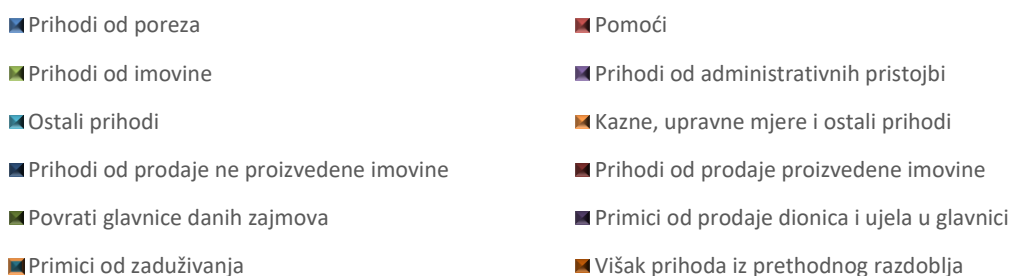 Prihodi od poreza
Pomoći
Prihodi od imovine
Prihodi od administrativnih pristojbi
Ostali prihodi
Kazne, upravne mjere i ostali prihodi
Prihodi od prodaje ne proizvedene imovine
Prihodi od prodaje proizvedene imovine
Povrati glavnice danih zajmova
Primici od prodaje dionica i ujela u glavnici
Primici od zaduživanja
Višak prihoda iz prethodnog razdoblja